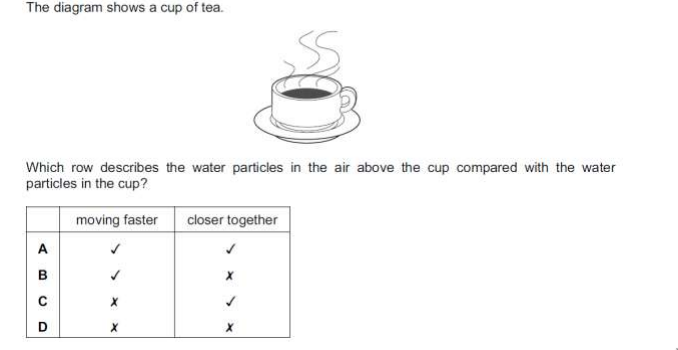 The diagram shows a cup of tea.
Which row describes the water particles in the air above the cup compared with the water
particles in the cup?
moving faster closer together
A ✓ ✓
B ✓ ✗
C ✗ ✓
D ✗ ✗